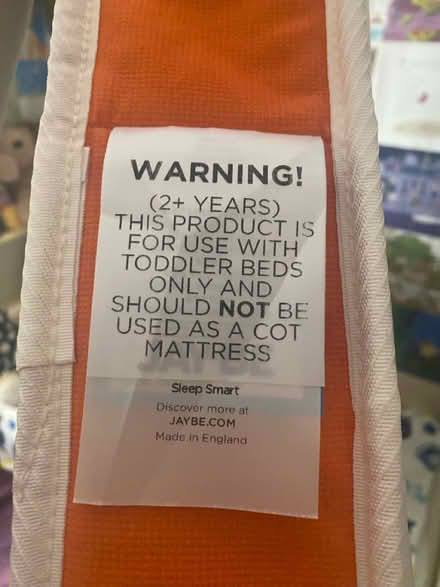 WARNING!
(2+ YEARS)
THIS PRODUCT IS
FOR USE WITH
TODDLER BEDS
ONLY AND
SHOULD NOT BE
USED AS A COT
MATTRESS
JAYBE
Sleep Smart
Discover more at
JAYBE.COM
Made in England